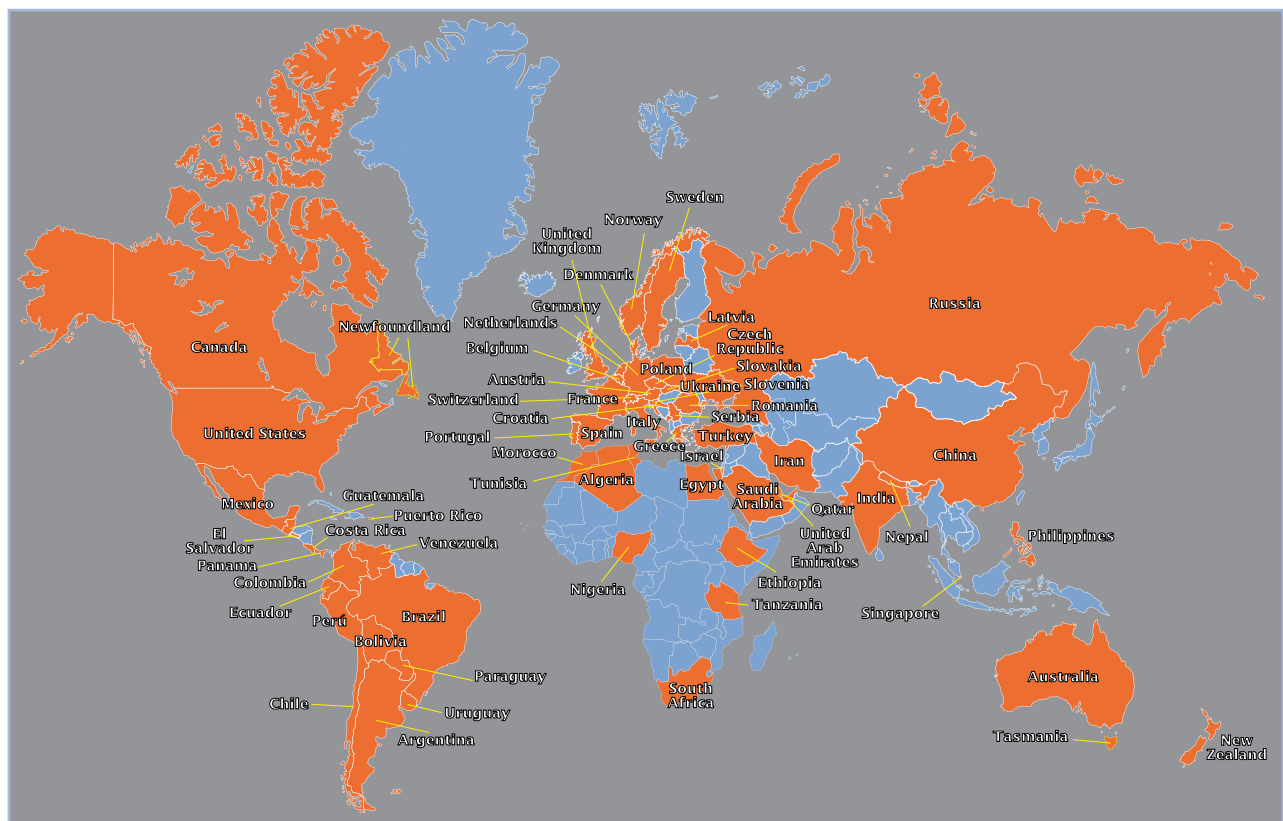 Sweden
Norway
United
Kingdom
Denmark
Germany
Netherlands
Belgium
Austria
Switzerland
Croatia
Portugal
Morocco
Tunisia
Latvia
Czech
Republic
Poland
Slovakia
Ukraine
Slovenia
France
Romania
Serbia
Italy
Spain
Greece
Turkey
Israel
Algeria
Egypt
Russia
Canada
Newfoundland
United States
Mexico
Guatemala
Puerto Rico
El
Salvador
Costa Rica
Panama
Venezuela
Colombia
Ecuador
Perú
Brazil
Bolivia
Paraguay
Chile
Uruguay
Argentina
Iran
China
Saudi
Arabia
Qatar
India
United
Arab
Emirates
Nepal
Philippines
Nigeria
Ethiopia
Tanzania
Singapore
South
Africa
Australia
Tasmania
New
Zealand